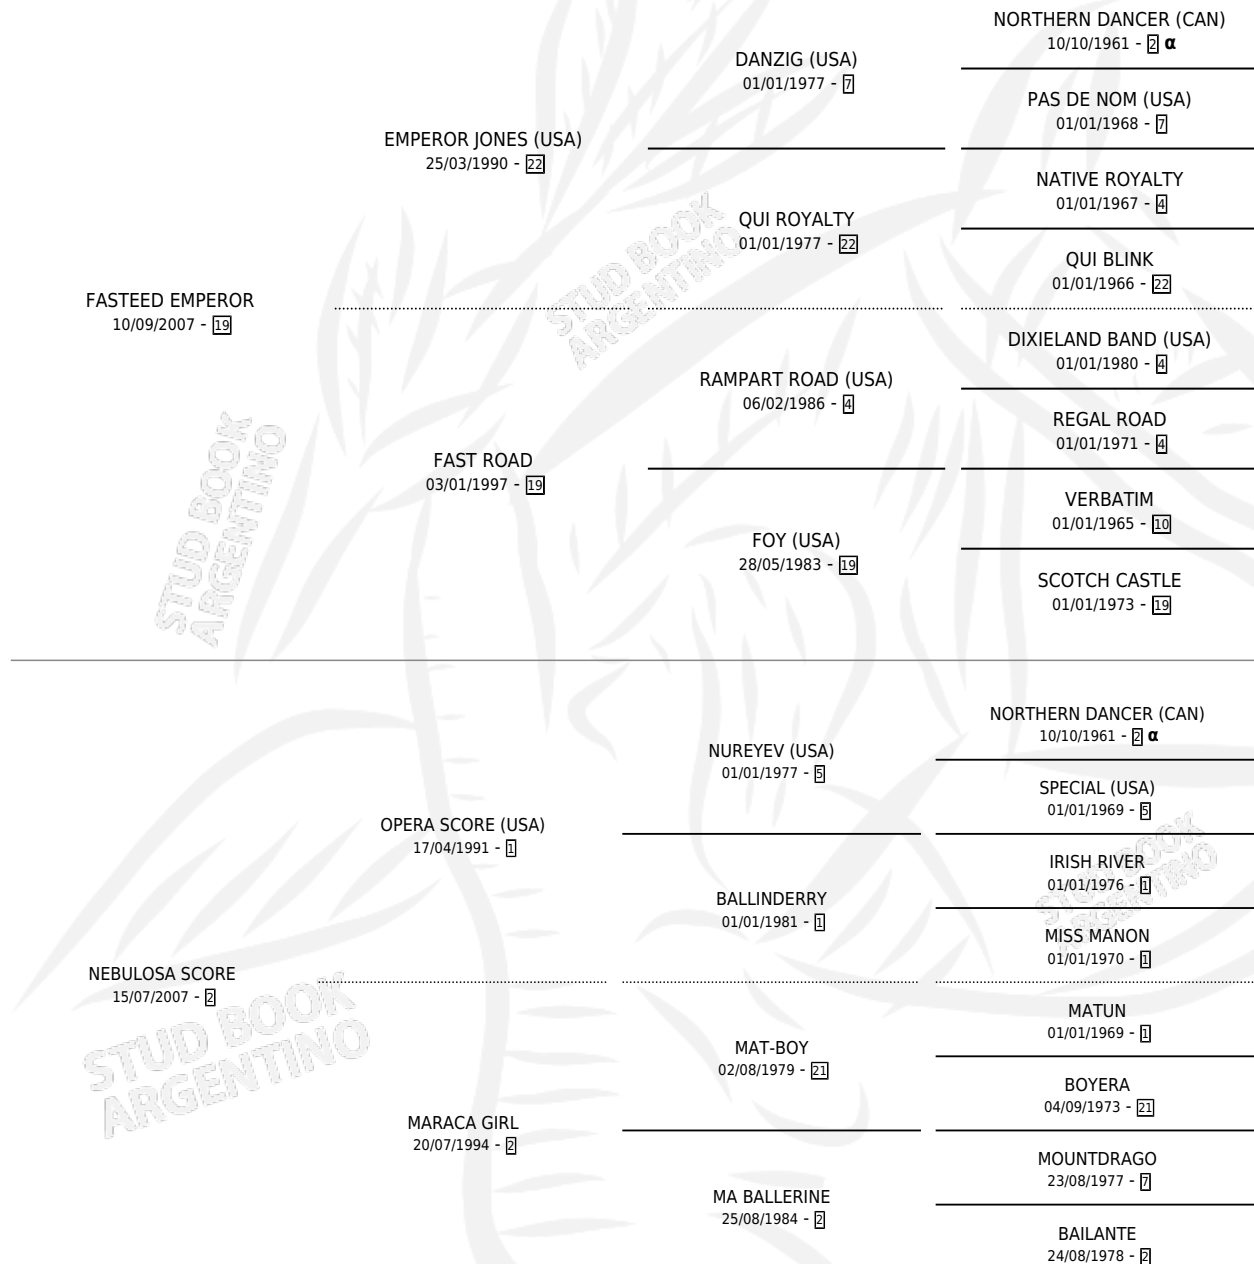 NORTHERN DANCER (CAN)
10/10/1961 - 2 α
DANZIG (USA)
01/01/1977 - 7
PAS DE NOM (USA)
01/01/1968 - 7
EMPEROR JONES (USA)
25/03/1990 - 22
NATIVE ROYALTY
01/01/1967 - 4
QUI ROYALTY
01/01/1977 - 22
QUI BLINK
01/01/1966 - 22
FASTEED EMPEROR
10/09/2007 - 19
STUD BOOK
ARGENTINO
DIXIELAND BAND (USA)
01/01/1980 - 4
RAMPART ROAD (USA)
06/02/1986 - 4
REGAL ROAD
01/01/1971 - 4
FAST ROAD
03/01/1997 - 19
STUD BOOK
ARGENTINO
VERBATIM
01/01/1965 - 10
FOY (USA)
28/05/1983 - 19
SCOTCH CASTLE
01/01/1973 - 19
NORTHERN DANCER (CAN)
10/10/1961 - 2 α
NUREYEV (USA)
01/01/1977 - 5
SPECIAL (USA)
01/01/1969 - 5
OPERA SCORE (USA)
17/04/1991 - 1
STUD BOOK
ARGENTINO
IRISH RIVER
01/01/1976 - 1
BALLINDERRY
01/01/1981 - 1
MISS MANON
01/01/1970 - 1
NEBULOSA SCORE
15/07/2007 - 2
STUD BOOK
ARGENTINO
MATUN
01/01/1969 - 1
MAT-BOY
02/08/1979 - 21
BOYERA
04/09/1973 - 21
MARACA GIRL
20/07/1994 - 2
MOUNTDRAGO
23/08/1977 - 7
MA BALLERINE
25/08/1984 - 2
BAILANTE
24/08/1978 - 2